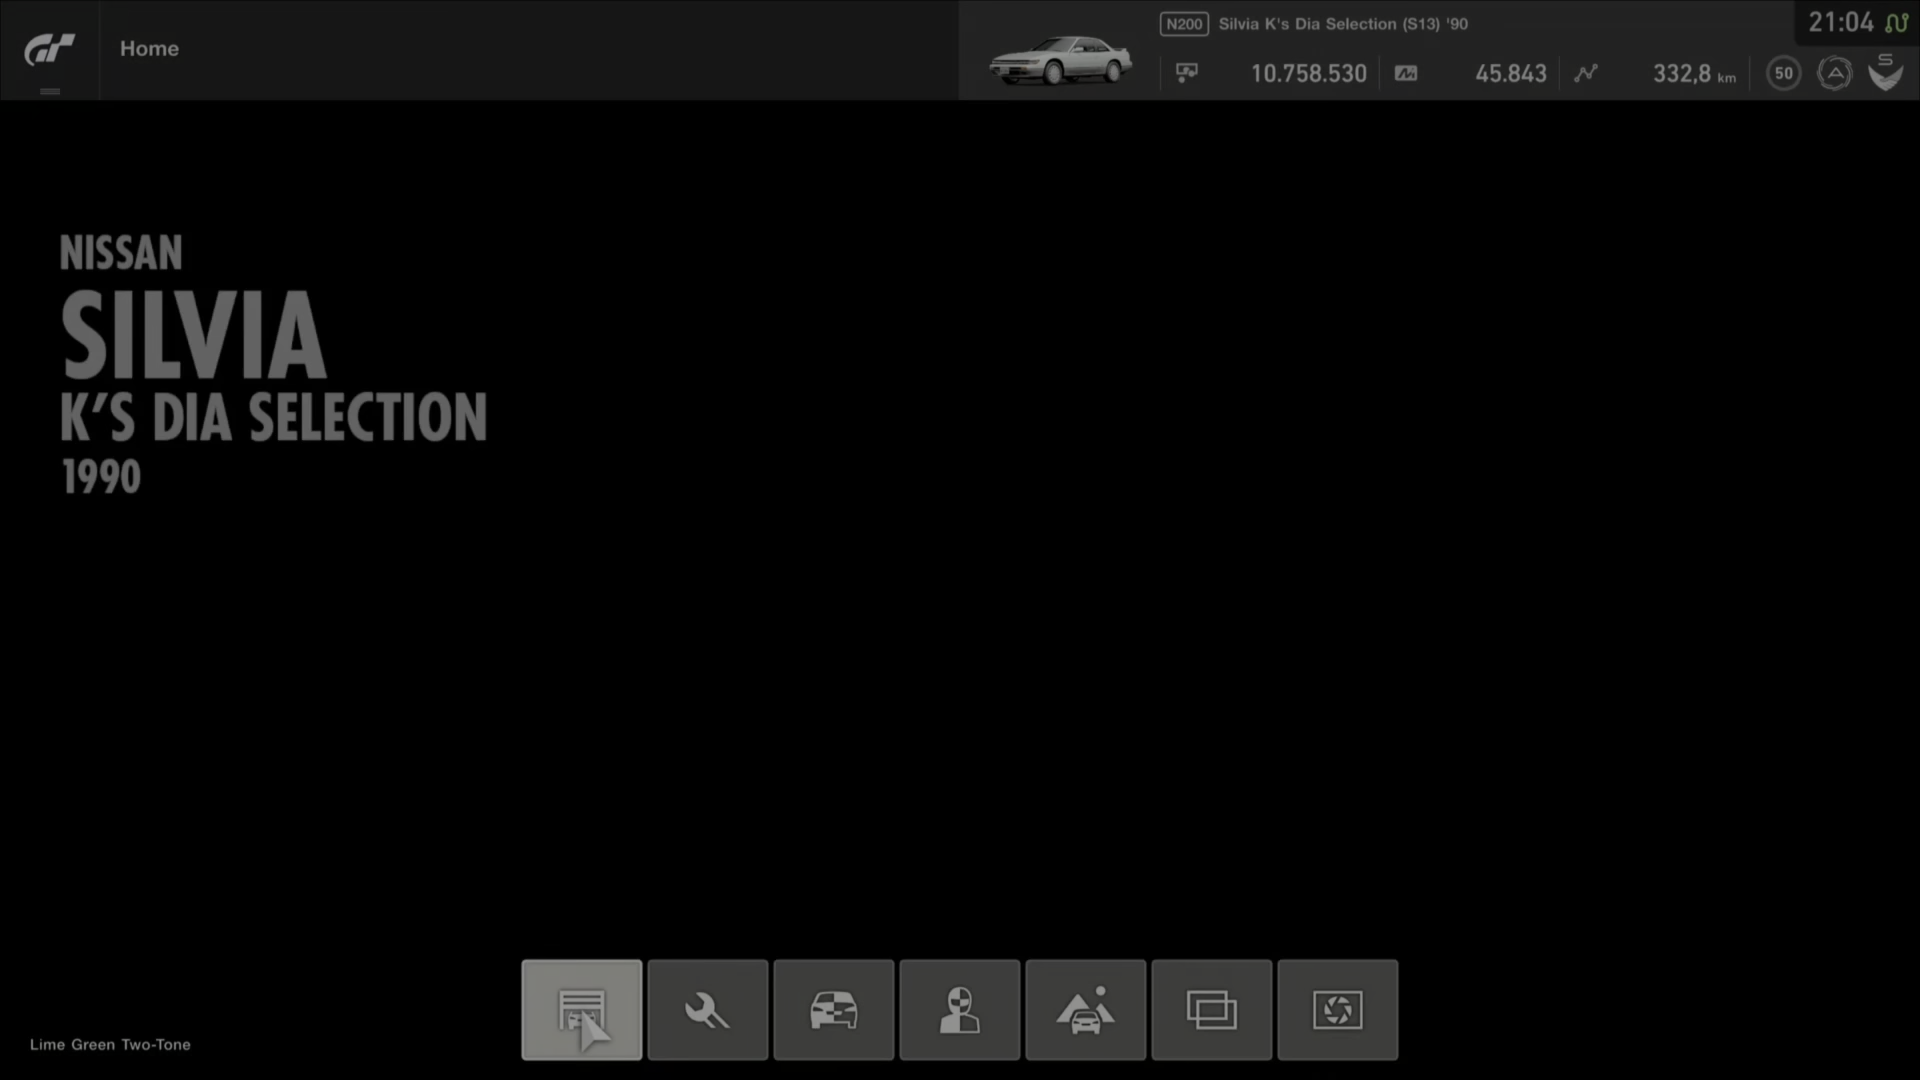 Home
N200 Silvia K's Dia Selection (S13) '90
21:04
10.758.530
45.843
332,8 km
50
A
S
NISSAN
SILVIA
K'S DIA SELECTION
1990
Lime Green Two-Tone